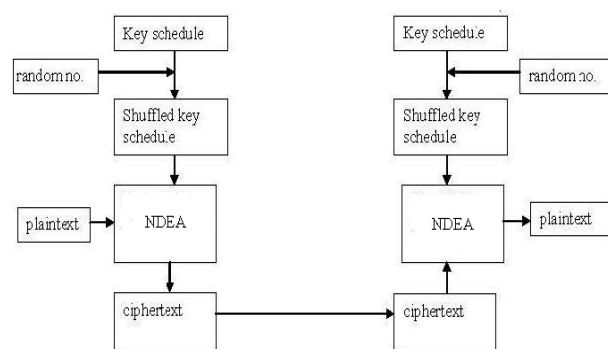 Key schedule
Key schedule
random no.
random no.
Shuffled key
schedule
Shuffled key
schedule
plaintext
NDEA
NDEA
plaintext
ciphertext
ciphertext